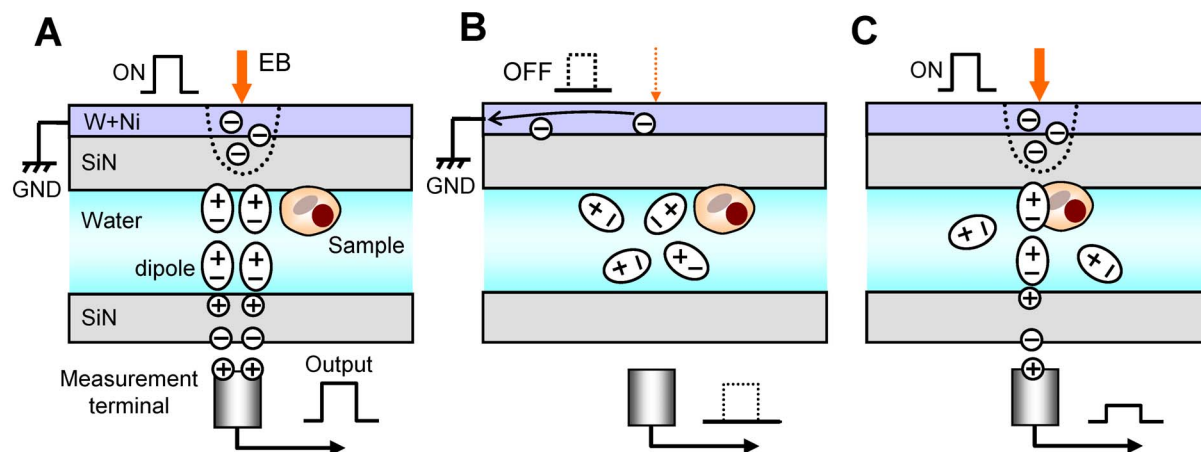 A
ON
EB
W+Ni
SiN
GND
Water
Sample
dipole
SiN
Measurement
terminal
Output
B
OFF
GND
C
ON